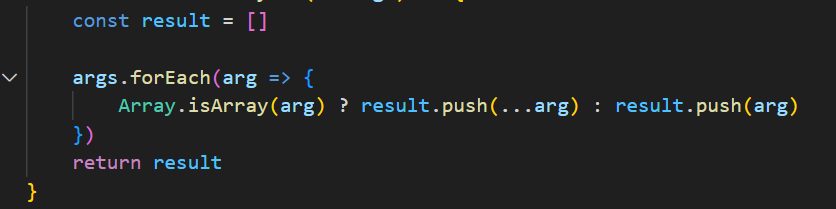 const result = []
args.forEach(arg => {
Array.isArray(arg) ? result.push(...arg) : result.push(arg)
})
return result
}